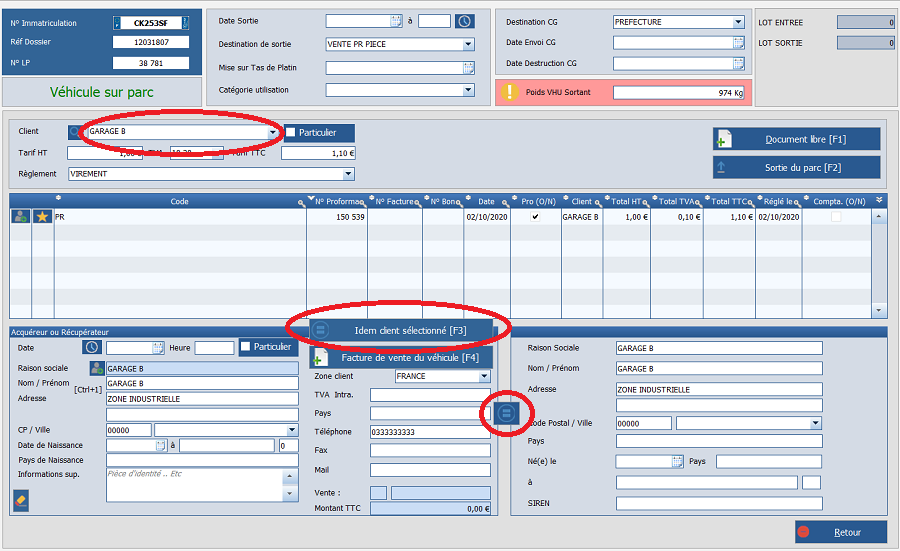 N° Immatriculation CK253SF
Réf Dossier 12031807
N° LP 38 781
Véhicule sur parc
Date Sortie à
Destination de sortie VENTE PR PIECE
Mise sur Tas de Platin
Catégorie utilisation
Destination CG PREFECTURE
Date Envoi CG
Date Destruction CG
Poids VHU Sortant 974 Kg
LOT ENTREE 0
LOT SORTIE 0
Client GARAGE B Particulier
Tarif HT Tarif TTC 1,10 €
Règlement VIREMENT
Document libre [F1]
Sortie du parc [F2]
Code N° Proforma N° Facture N° Bon Date Pro (O/N) Client Total HT Total TVA Total TTC Réglé le Compta. (O/N)
PR 150 539 02/10/2020 GARAGE B 1,00 € 0,10 € 1,10 € 02/10/2020
Idem client sélectionné [F3]
Facture de vente du véhicule [F4]
Acquéreur ou Récupérateur
Date Heure Particulier
Raison sociale GARAGE B
Nom / Prénom GARAGE B
[Ctrl+1]
Adresse ZONE INDUSTRIELLE
CP / Ville 00000
Date de Naissance à 0
Pays de Naissance
Informations sup. Pièce d'identité .. Etc
Zone client FRANCE
TVA Intra.
Pays
Téléphone 0333333333
Fax
Mail
Vente :
Montant TTC 0,00 €
Raison Sociale GARAGE B
Nom / Prénom GARAGE B
Adresse ZONE INDUSTRIELLE
Code Postal / Ville 00000
Pays
Né(e) le Pays
à
SIREN
Retour